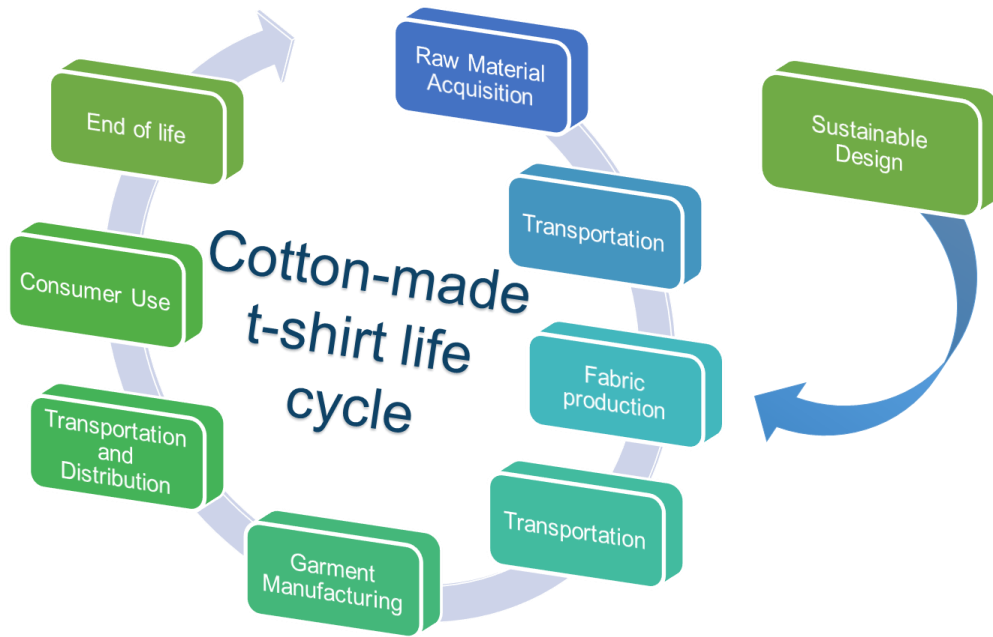 Raw Material
Acquisition
Transportation
Fabric
production
Transportation
Garment
Manufacturing
Transportation
and
Distribution
Consumer Use
End of life
Cotton-made
t-shirt life
cycle
Sustainable
Design